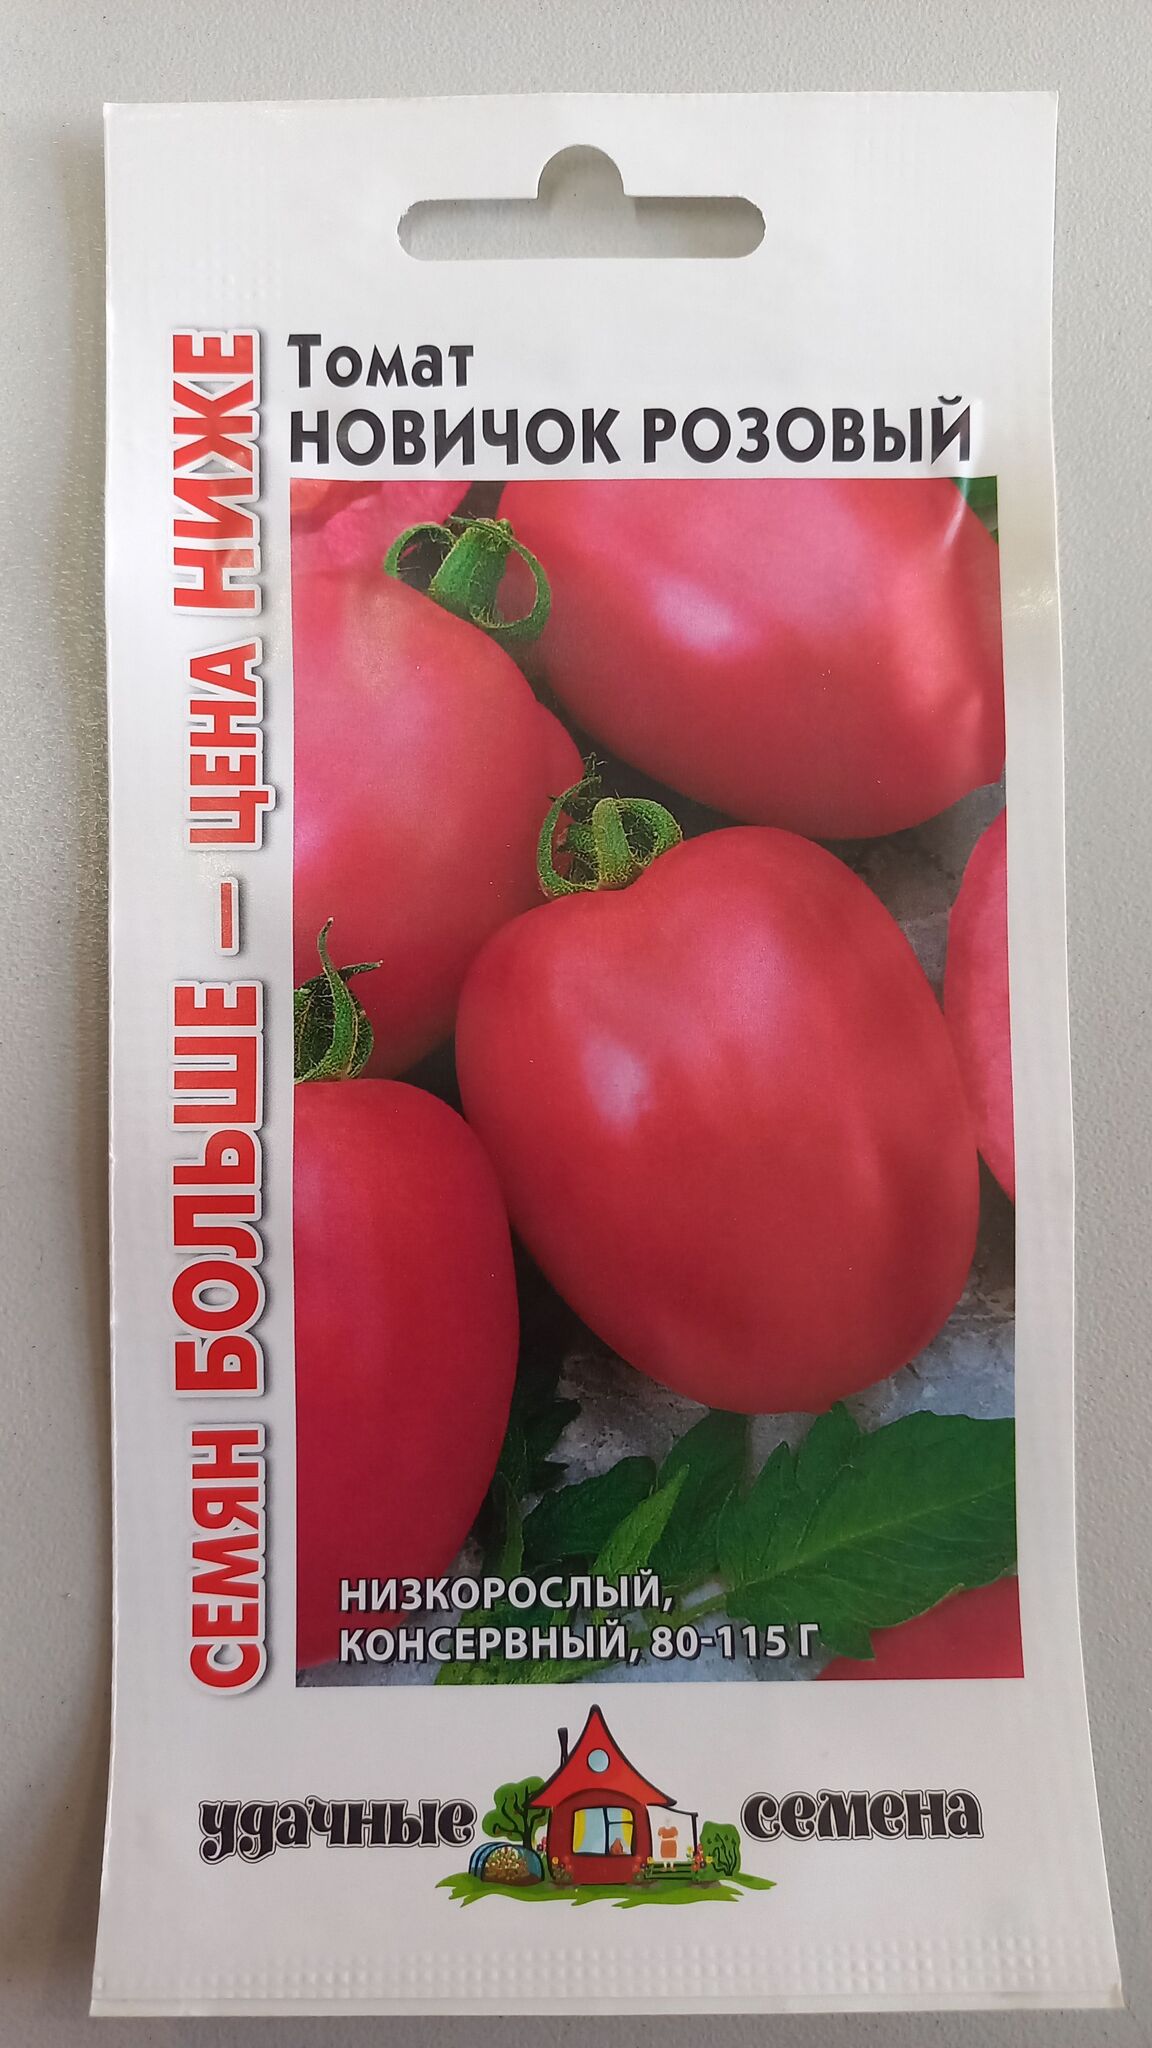 Томат
НОВИЧОК РОЗОВЫЙ
СЕМЯН БОЛЬШЕ – ЦЕНА НИЖЕ
НИЗКОРОСЛЫЙ,
КОНСЕРВНЫЙ, 80-115 Г
удачные семена